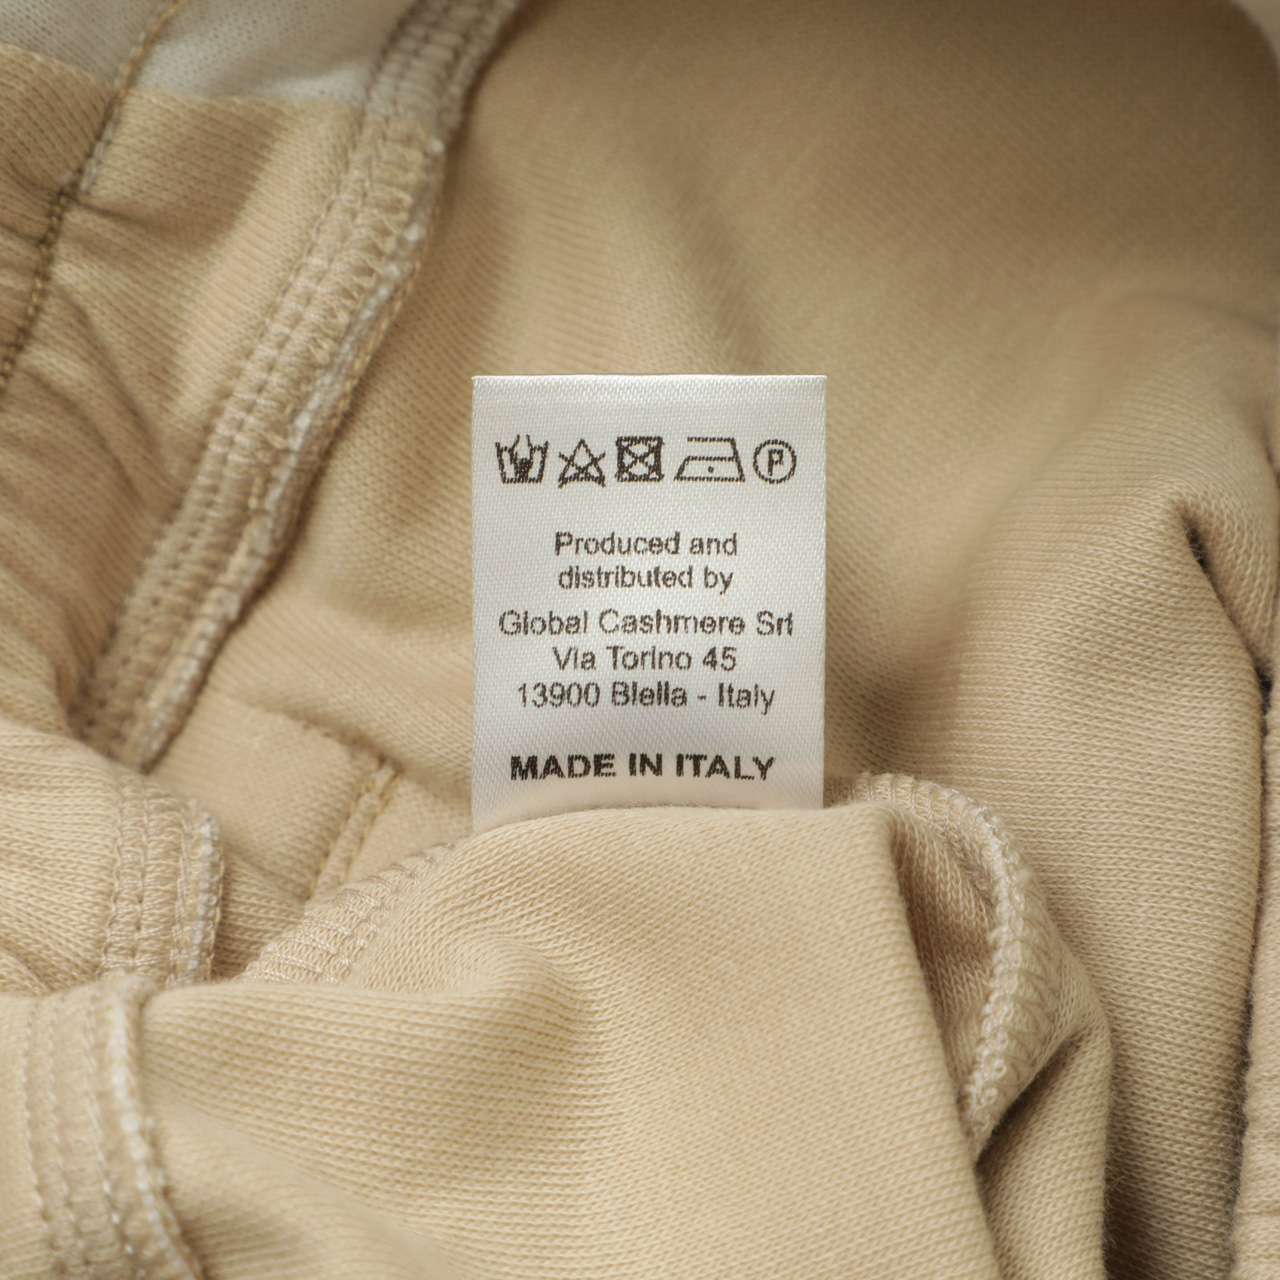 P
Produced and
distributed by
Global Cashmere Srl
Via Torino 45
13900 Biella - Italy
MADE IN ITALY